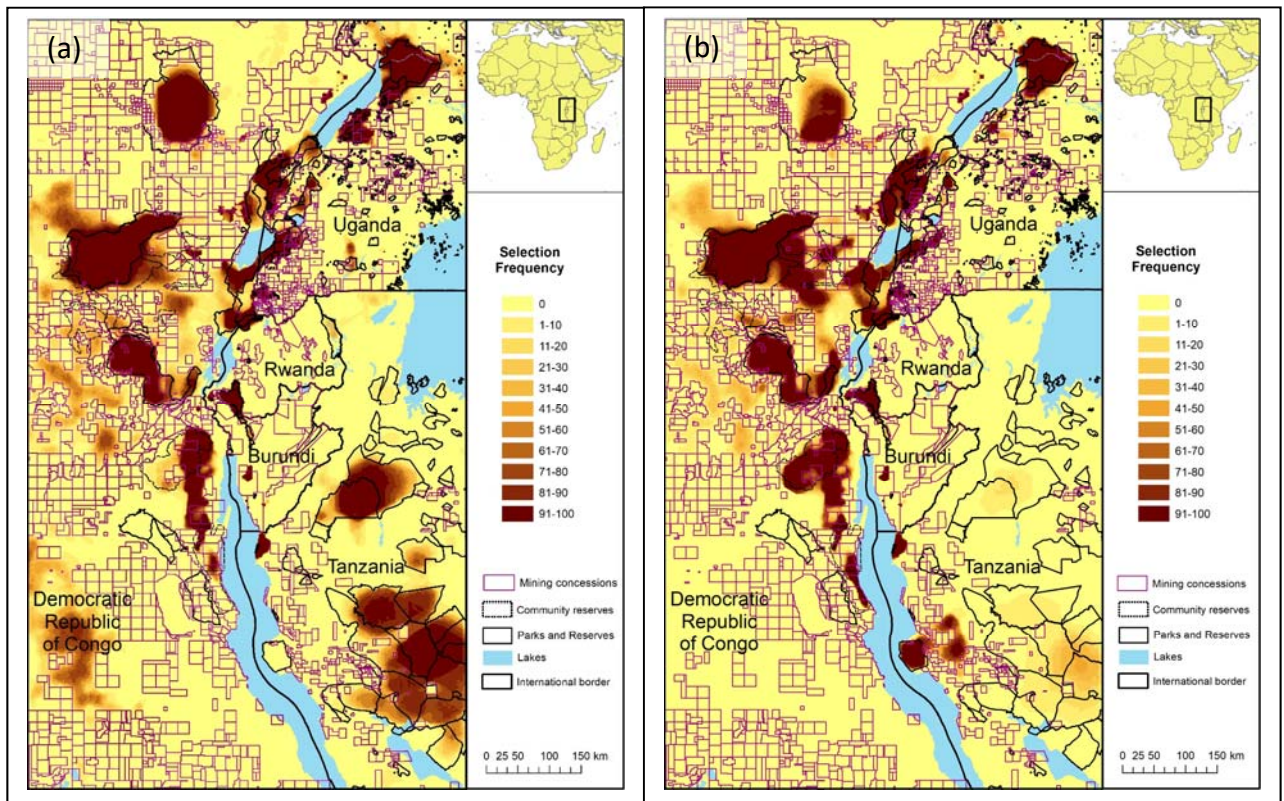 (a)
Uganda
Rwanda
Burundi
Tanzania
Democratic
Republic
of Congo
Selection
Frequency
0
1-10
11-20
21-30
31-40
41-50
51-60
61-70
71-80
81-90
91-100
Mining concessions
Community reserves
Parks and Reserves
Lakes
International border
0 25 50 100 150 km
(b)
Uganda
Rwanda
Burundi
Tanzania
Democratic
Republic
of Congo
Selection
Frequency
0
1-10
11-20
21-30
31-40
41-50
51-60
61-70
71-80
81-90
91-100
Mining concessions
Community reserves
Parks and Reserves
Lakes
International border
0 25 50 100 150 km